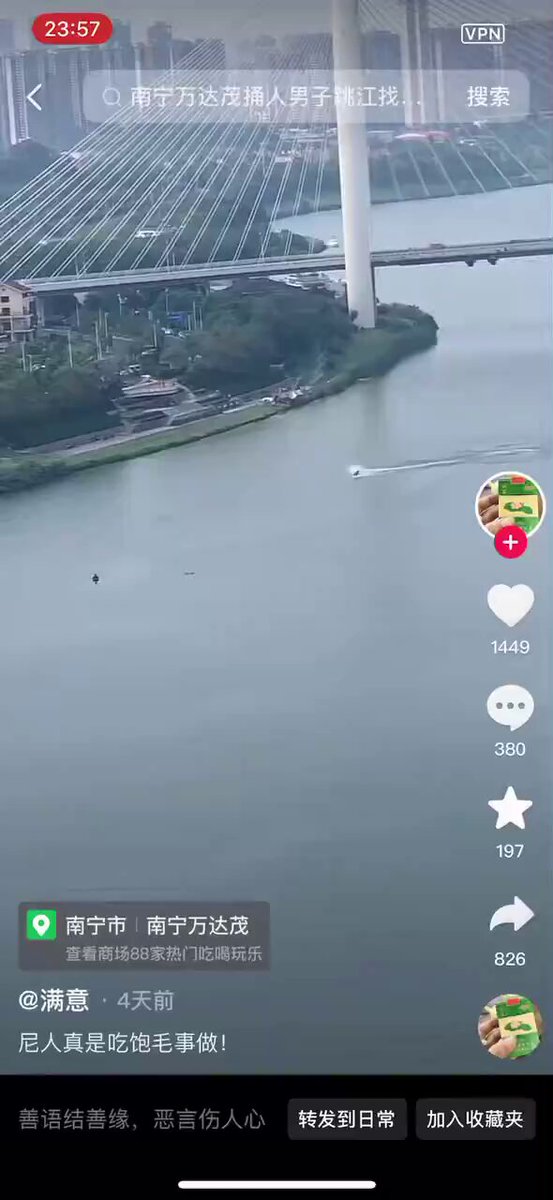 23:57
VPN
南宁万达茂捅人男子跳江找... 搜索
1449
380
197
826
南宁市 | 南宁万达茂
查看商场88家热门吃喝玩乐
@满意 · 4天前
尼人真是吃饱毛事做!
善语结善缘，恶言伤人心 转发到日常 加入收藏夹